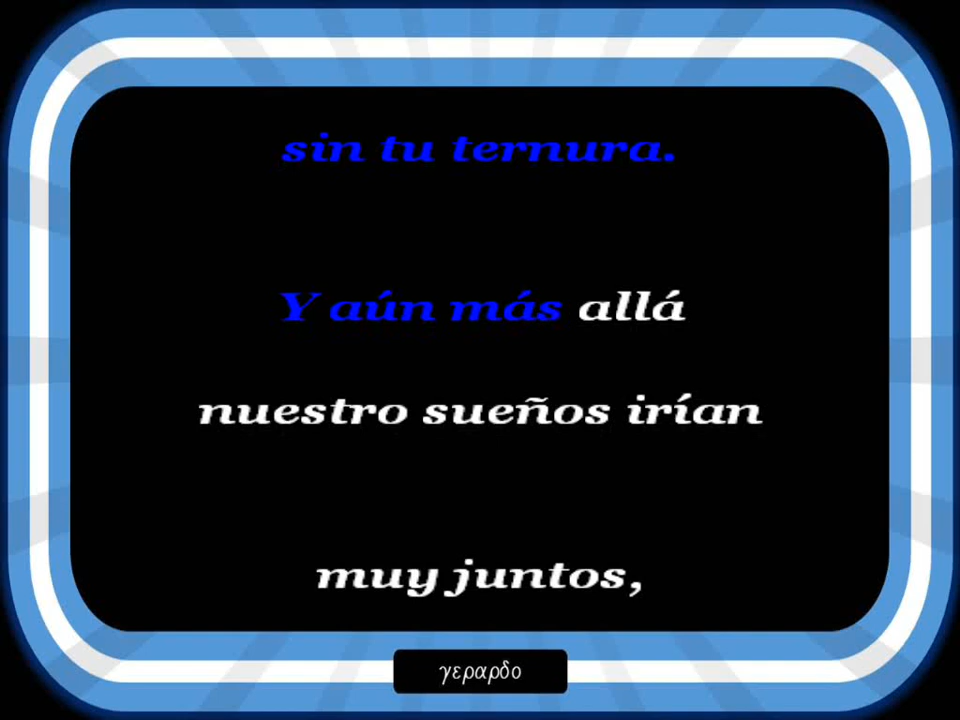 sin tu ternura.
Y aún más allá
nuestro sueños irían
muy juntos,
γεραρδο